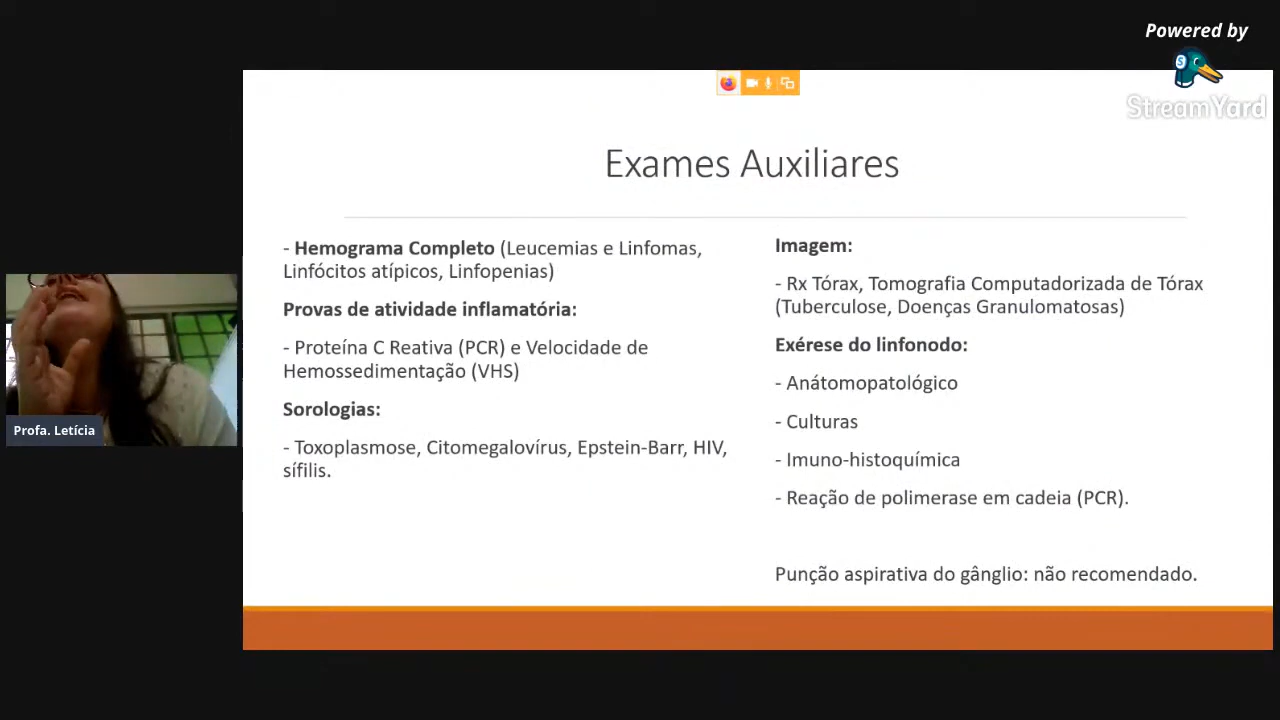 Powered by
StreamYard
Exames Auxiliares
- Hemograma Completo (Leucemias e Linfomas,
Linfócitos atípicos, Linfopenias)
Provas de atividade inflamatória:
- Proteína C Reativa (PCR) e Velocidade de
Hemossedimentação (VHS)
Sorologias:
- Toxoplasmose, Citomegalovírus, Epstein-Barr, HIV,
sífilis.
Imagem:
- Rx Tórax, Tomografia Computadorizada de Tórax
(Tuberculose, Doenças Granulomatosas)
Exérese do linfonodo:
- Anátomopatológico
- Culturas
- Imuno-histoquímica
- Reação de polimerase em cadeia (PCR).
Punção aspirativa do gânglio: não recomendado.
Profa. Letícia